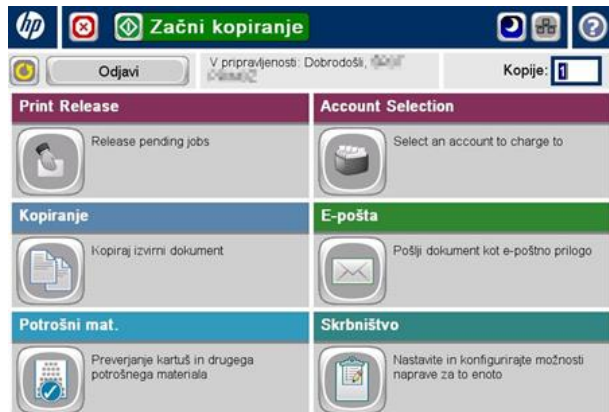 hp
Začni kopiranje
?
Odjavi
V pripravljenosti: Dobrodošli,
Kopije: 1
Print Release
Account Selection
Release pending jobs
Select an account to charge to
Kopiranje
E-pošta
Kopiraj izvirni dokument
Pošlji dokument kot e-poštno prilogo
Potrošni mat.
Skrbništvo
Preverjanje kartuš in drugega
potrošnega materiala
Nastavite in konfigurirajte možnosti
naprave za to enoto